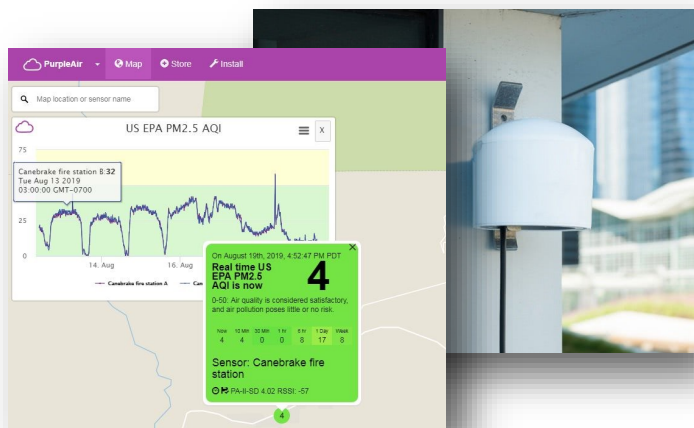 PurpleAir Map Store Install
Map location or sensor name
US EPA PM2.5 AQI
X
75
Canebrake fire station B:32
Tue Aug 13 2019
03:00:00 GMT-0700
25
0
14. Aug 16. Aug
Canebrake fire station A Can
On August 19th, 2019, 4:52:47 PM PDT
Real time US
EPA PM2.5
AQI is now
4
0-50: Air quality is considered satisfactory,
and air pollution poses little or no risk.
Now 10 Min 30 Min 1 hr 6 hr 1 Day Week
4 4 0 0 8 17 8
Sensor: Canebrake fire
station
PA-II-SD 4.02 RSSI: -57
4